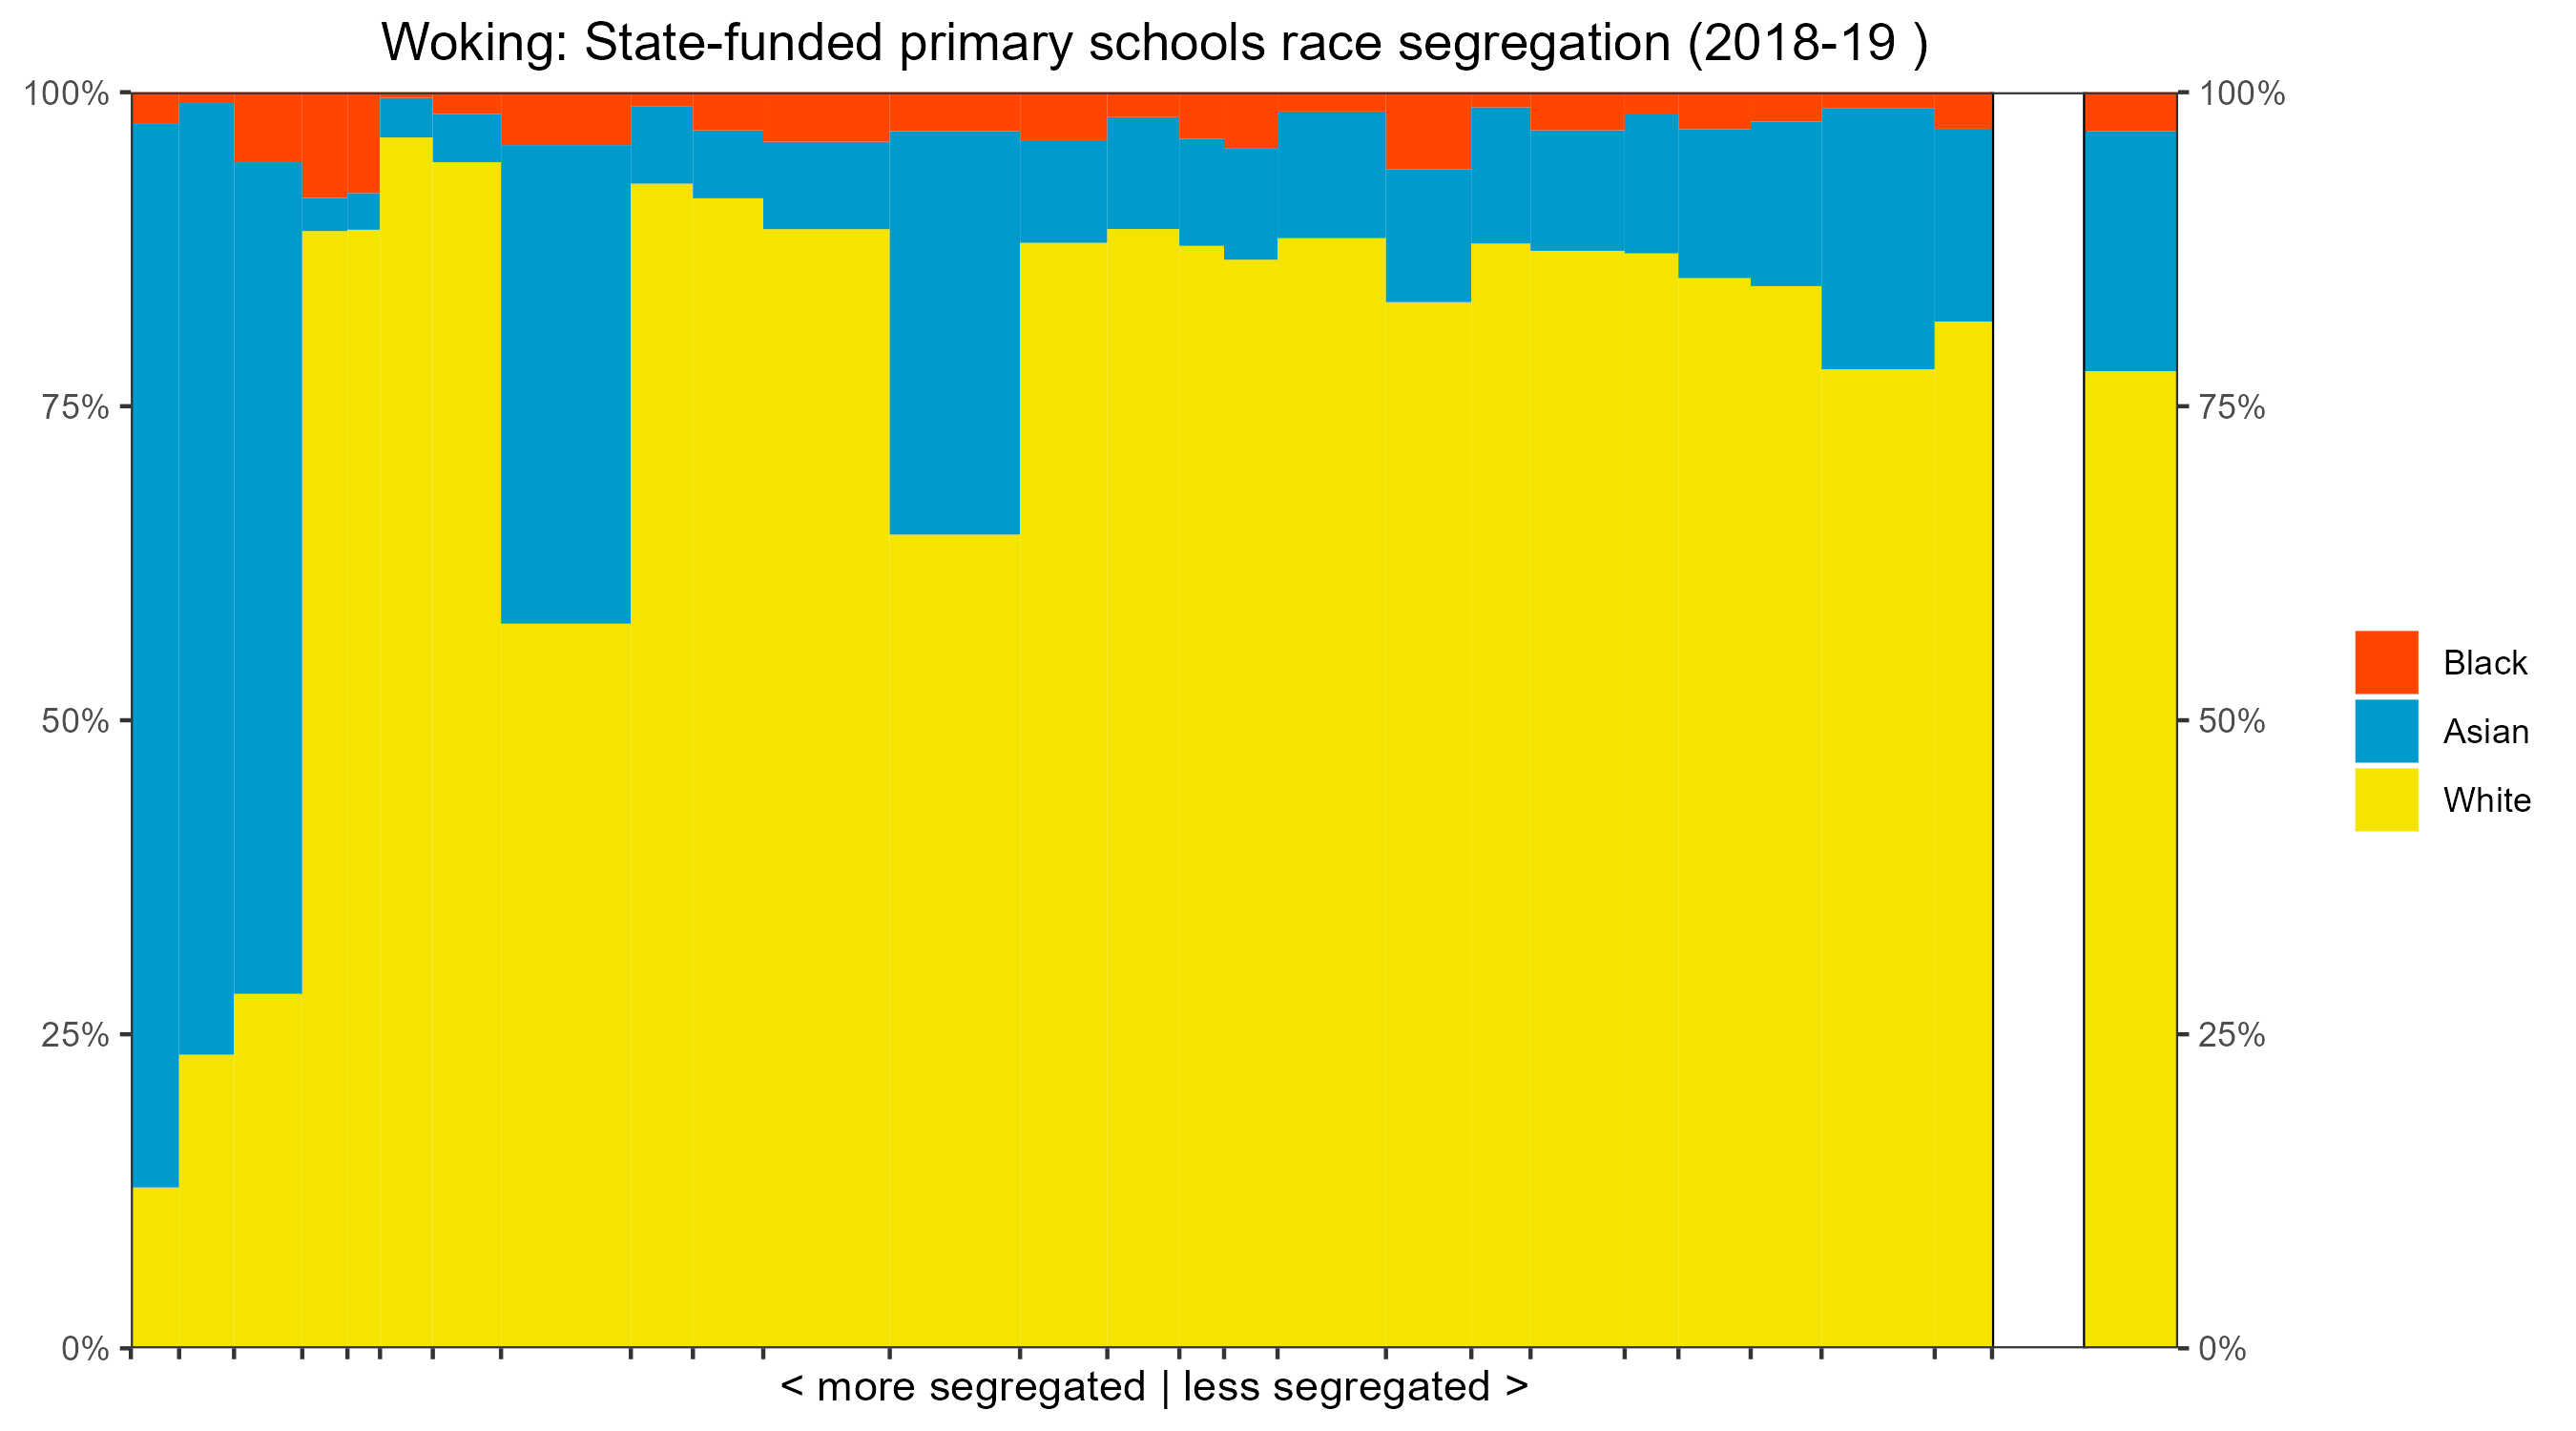 Woking: State-funded primary schools race segregation (2018-19 )
100%
75%
50%
25%
0%
100%
75%
50%
25%
0%
< more segregated | less segregated >
Black
Asian
White